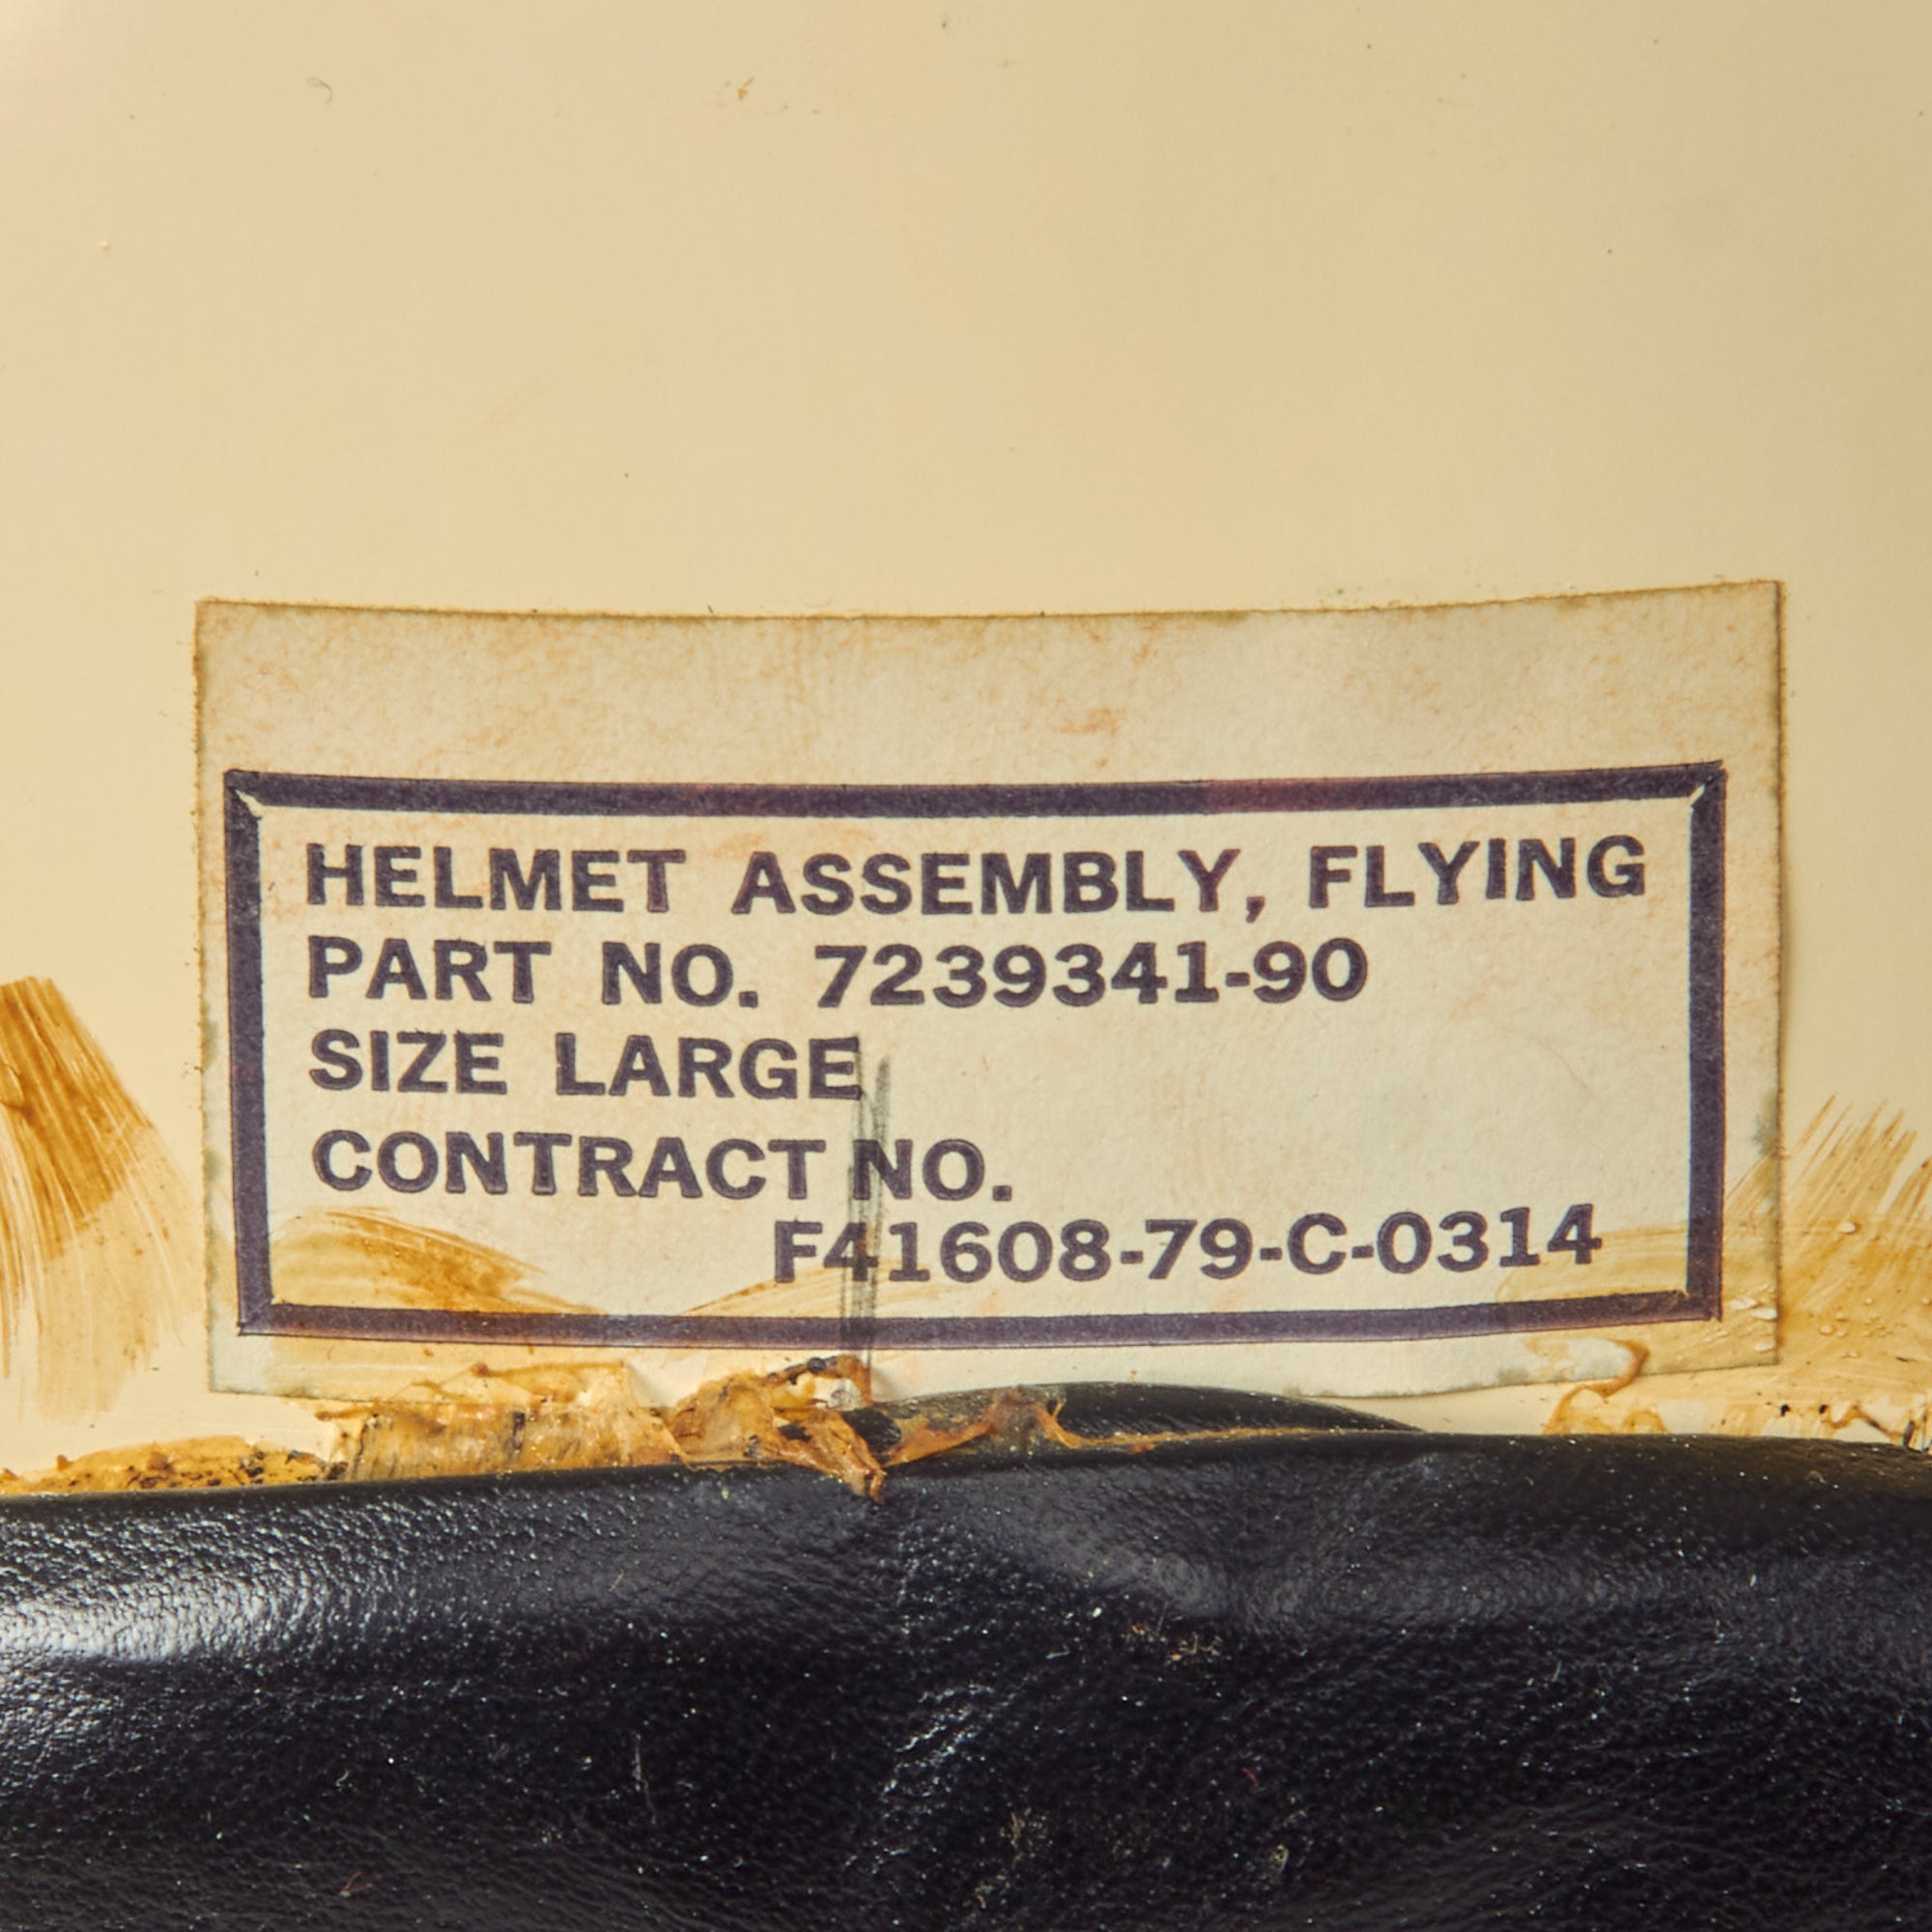 HELMET ASSEMBLY, FLYING
PART NO. 7239341-90
SIZE LARGE
CONTRACT NO.
F41608-79-C-0314